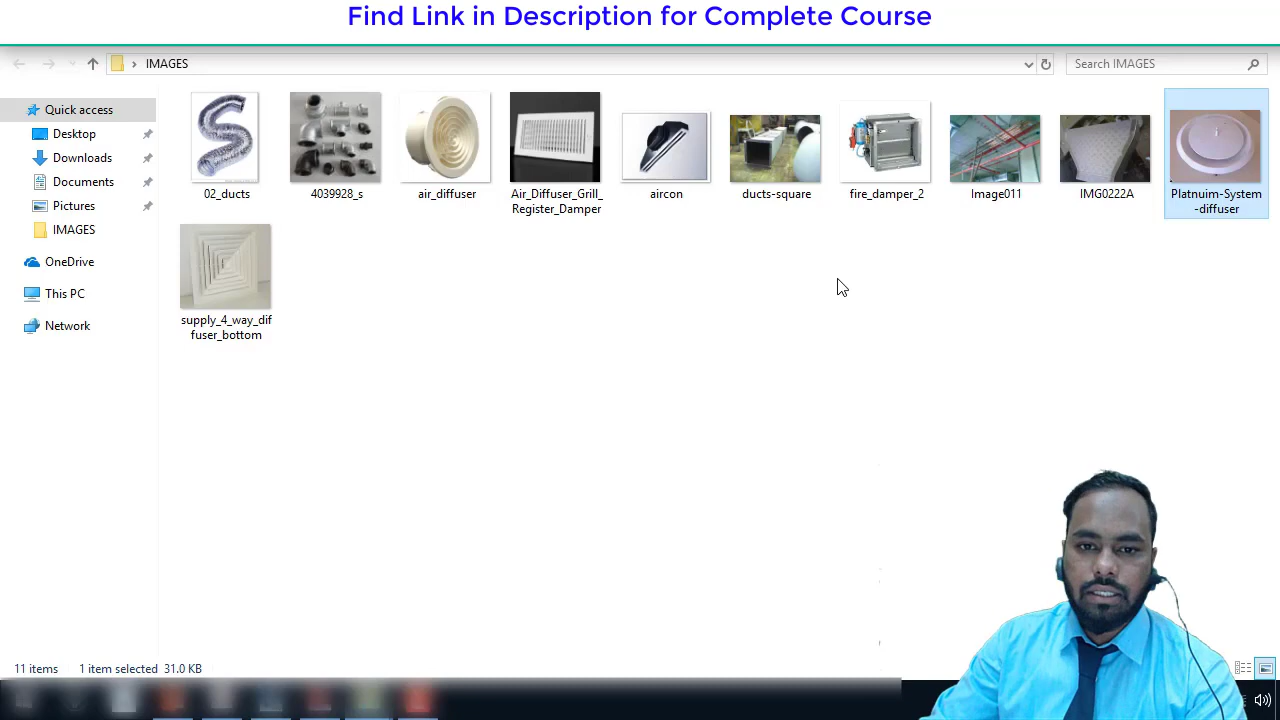 Find Link in Description for Complete Course
IMAGES
Search IMAGES
Quick access
Desktop
Downloads
Documents
Pictures
IMAGES
OneDrive
This PC
Network
02_ducts
4039928_s
air_diffuser
Air_Diffuser_Grill_
Register_Damper
aircon
ducts-square
fire_damper_2
Image011
IMG0222A
Platnuim-System
-diffuser
supply_4_way_dif
fuser_bottom
11 items
1 item selected 31.0 KB